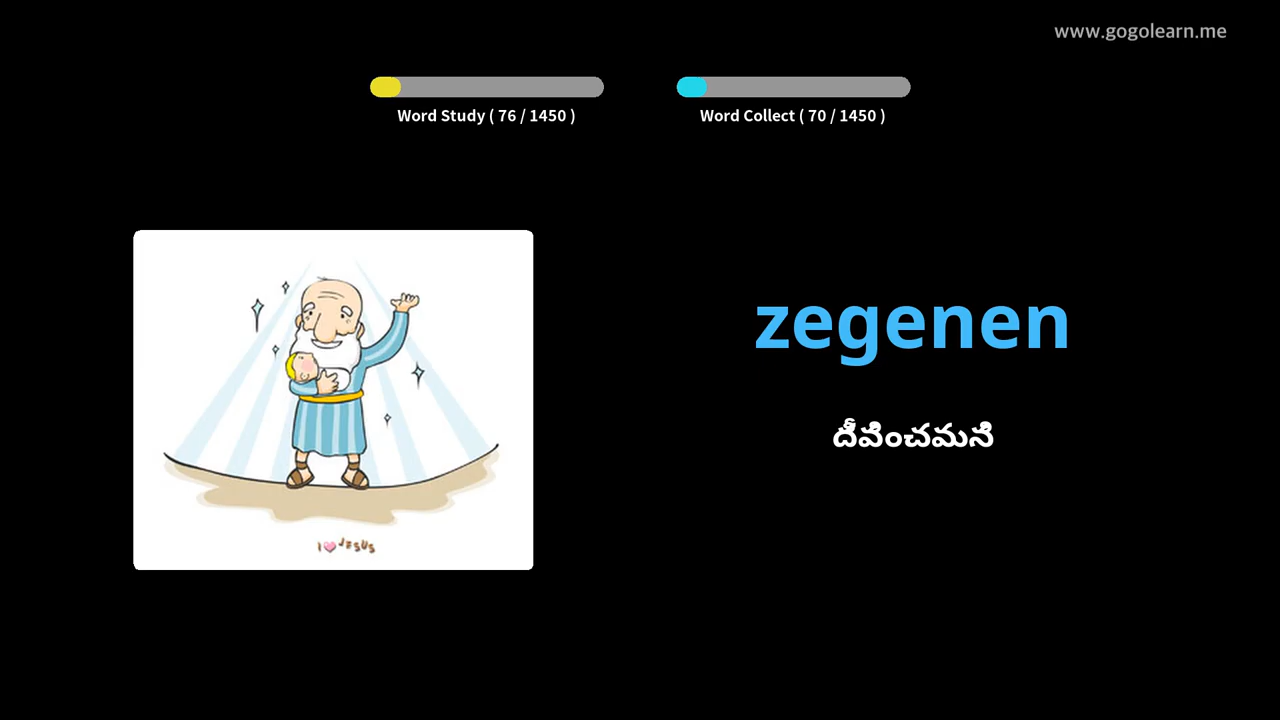 www.gogolearn.me
Word Study ( 76 / 1450 )
Word Collect ( 70 / 1450 )
zegenen
దీవించమని
I JESUS